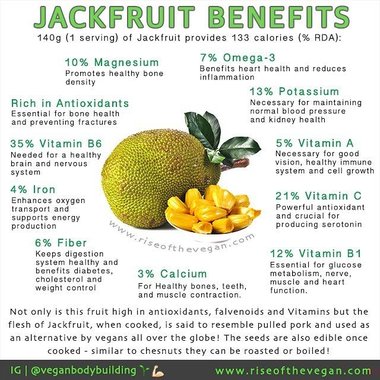 JACKFRUIT BENEFITS
140g (1 serving) of Jackfruit provides 133 calories (% RDA):
10% Magnesium
Promotes healthy bone
density
7% Omega-3
Benefits heart health and reduces
inflammation
Rich in Antioxidants
Essential for bone health
and preventing fractures
13% Potassium
Necessary for maintaining
normal blood pressure
and kidney health
35% Vitamin B6
Needed for a healthy
brain and nervous
system
5% Vitamin A
Necessary for good
vision, healthy immune
system and cell growth
4% Iron
Enhances oxygen
transport and
supports energy
production
21% Vitamin C
Powerful antioxidant
and crucial for
producing serotonin
6% Fiber
Keeps digestion
system healthy and
benefits diabetes,
cholesterol and
weight control
www.riseofthevegan.com
3% Calcium
For Healthy bones, teeth,
and muscle contraction.
12% Vitamin B1
Essential for glucose
metabolism, nerve,
muscle and heart
function.
Not only is this fruit high in antioxidants, falvenoids and Vitamins but the
flesh of Jackfruit, when cooked, is said to resemble pulled pork and used as
an alternative by vegans all over the globe! The seeds are also edible once
cooked - similar to chesnuts they can be roasted or boiled!
IG | @veganbodybuilding
www.riseofthevegan.com